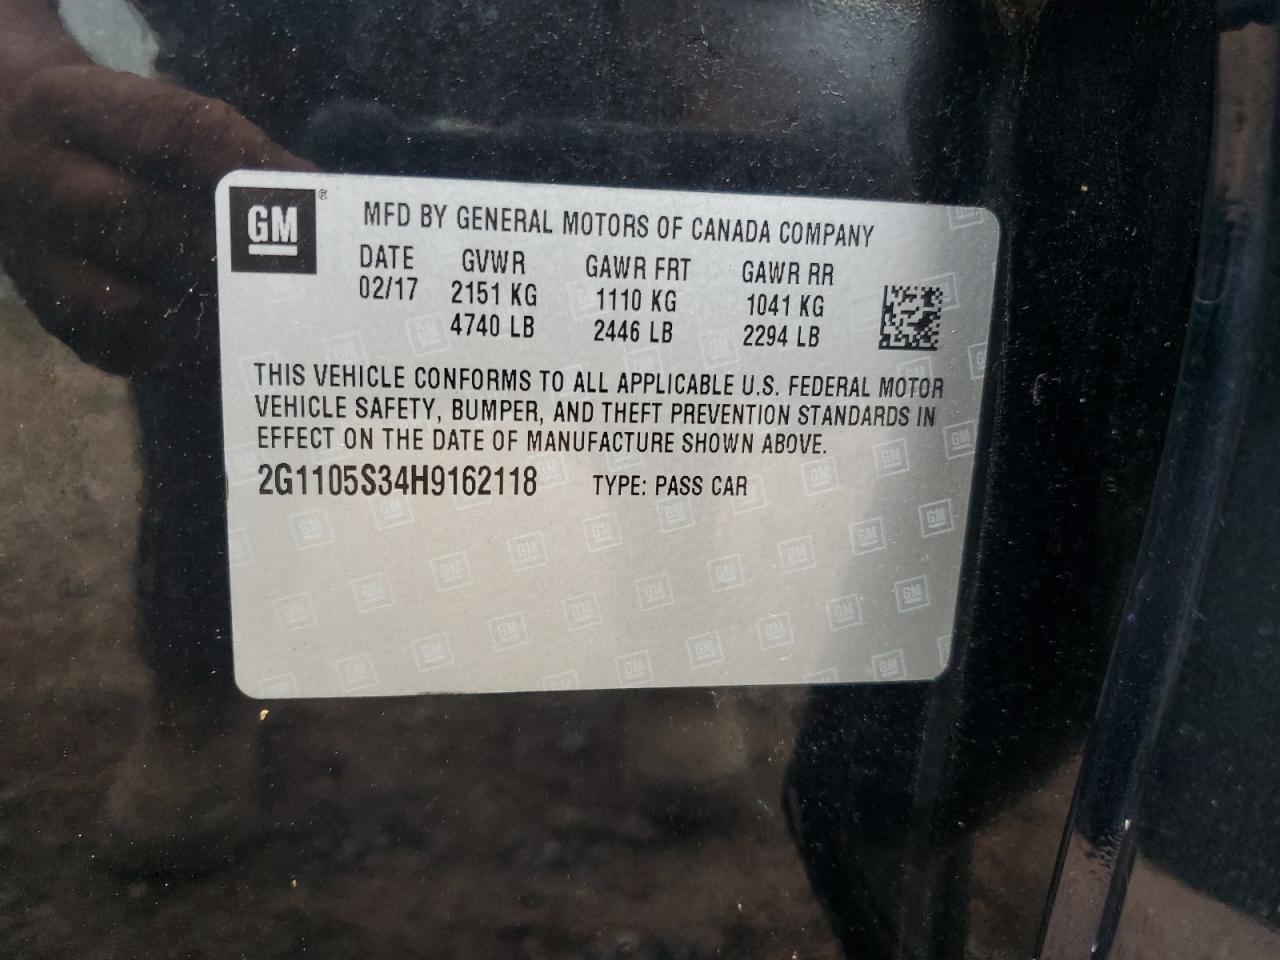 GM®
MFD BY GENERAL MOTORS OF CANADA COMPANY
DATE GVWR GAWR FRT GAWR RR
02/17 2151 KG 1110 KG 1041 KG
4740 LB 2446 LB 2294 LB
THIS VEHICLE CONFORMS TO ALL APPLICABLE U.S. FEDERAL MOTOR
VEHICLE SAFETY, BUMPER, AND THEFT PREVENTION STANDARDS IN
EFFECT ON THE DATE OF MANUFACTURE SHOWN ABOVE.
2G1105S34H9162118 TYPE: PASS CAR